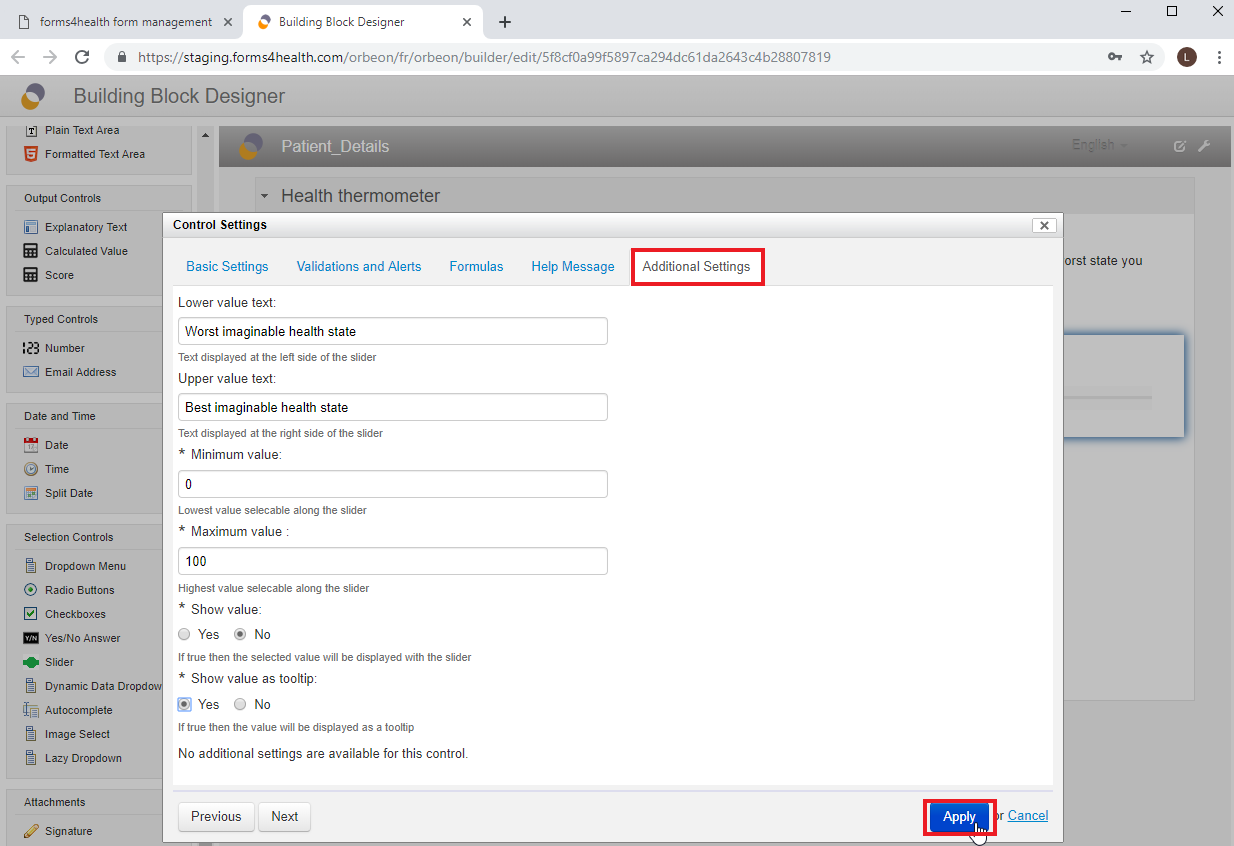 forms4health form management
Building Block Designer
https://staging.forms4health.com/orbeon/fr/orbeon/builder/edit/5f8cf0a99f5897ca294dc61da2643c4b28807819
L
Building Block Designer
Plain Text Area
Formatted Text Area
Output Controls
Explanatory Text
Calculated Value
Score
Typed Controls
123 Number
Email Address
Date and Time
Date
Time
Split Date
Selection Controls
Dropdown Menu
Radio Buttons
Checkboxes
Y/N Yes/No Answer
Slider
Dynamic Data Dropdow
Autocomplete
Image Select
Lazy Dropdown
Attachments
Signature
Patient_Details
English
Health thermometer
orst state you
Control Settings
Basic Settings Validations and Alerts Formulas Help Message Additional Settings
Lower value text:
Worst imaginable health state
Text displayed at the left side of the slider
Upper value text:
Best imaginable health state
Text displayed at the right side of the slider
* Minimum value:
0
Lowest value selecable along the slider
* Maximum value :
100
Highest value selecable along the slider
* Show value:
Yes No
If true then the selected value will be displayed with the slider
* Show value as tooltip:
Yes No
If true then the value will be displayed as a tooltip
No additional settings are available for this control.
Previous Next Apply or Cancel